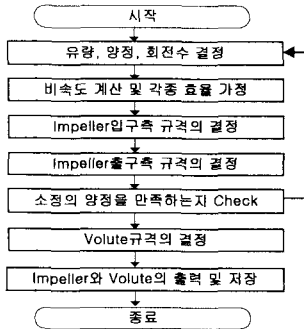 시작
유량, 양정, 회전수 결정
비속도 계산 및 각종 효율 가정
Impeller입구측 규격의 결정
Impeller출구측 규격의 결정
소정의 양정을 만족하는지 Check
Volute규격의 결정
Impeller와 Volute의 출력 및 저장
종료